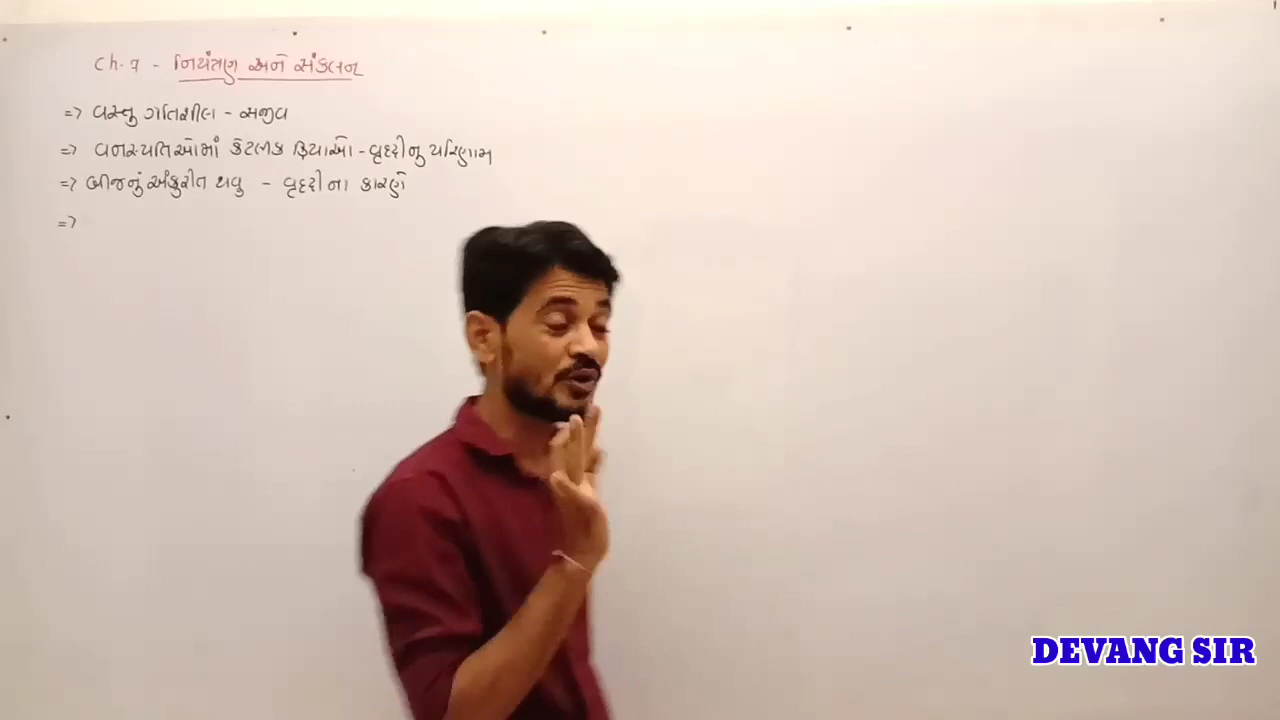 Ch-7 - નિયંત્રણ અને સંકલન
=> વસ્તુ ગતિશીલ - સજીવ
=> વનસ્પતિઓમાં કેટલીક ક્રિયાઓ - વૃદ્દીનુ પરિણામ
=> બીજનું અંકુરીત થવુ - વૃદ્દીના કારણે
=>
DEVANG SIR